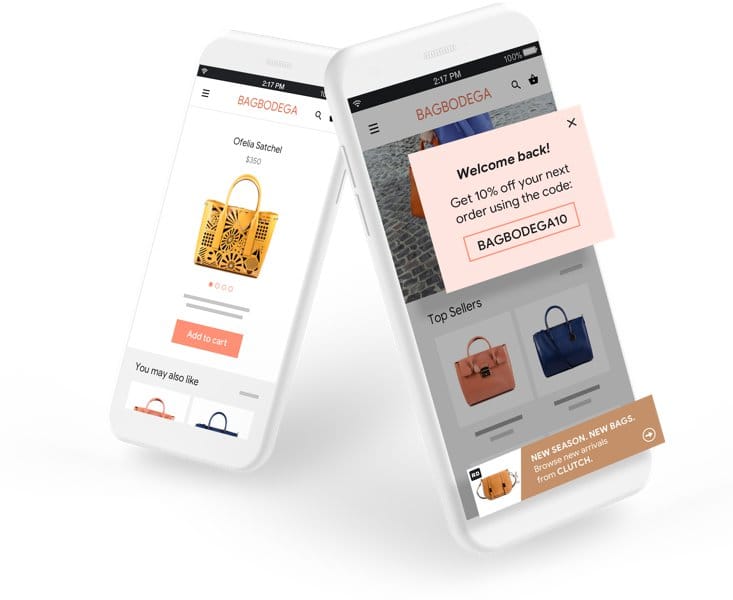 2:17 PM
BAGBODEGA
Ofelia Satchel
$350
Add to cart
You may also like
2:17 PM
100%
BAGBODEGA
Welcome back!
Get 10% off your next
order using the code:
BAGBODEGA10
Top Sellers
NEW SEASON. NEW BAGS.
Browse new arrivals
from CLUTCH.